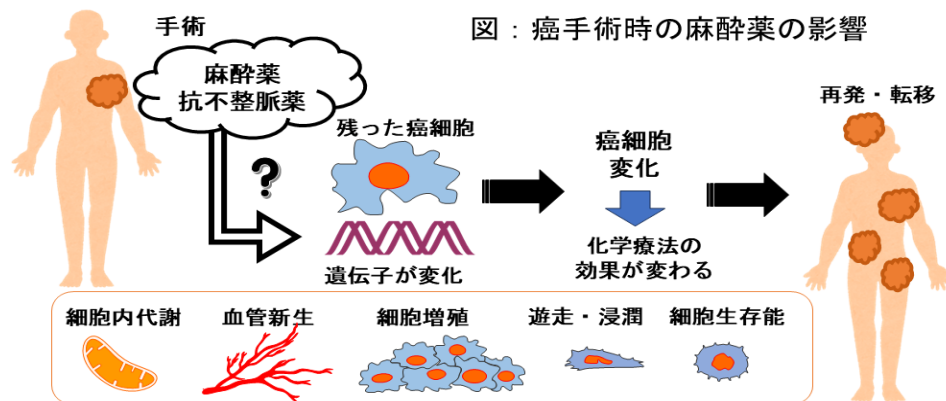 図：癌手術時の麻酔薬の影響
手術
麻酔薬
抗不整脈薬
?
残った癌細胞
遺伝子が変化
癌細胞
変化
化学療法の
効果が変わる
再発・転移
細胞内代謝
血管新生
細胞増殖
遊走・浸潤
細胞生存能